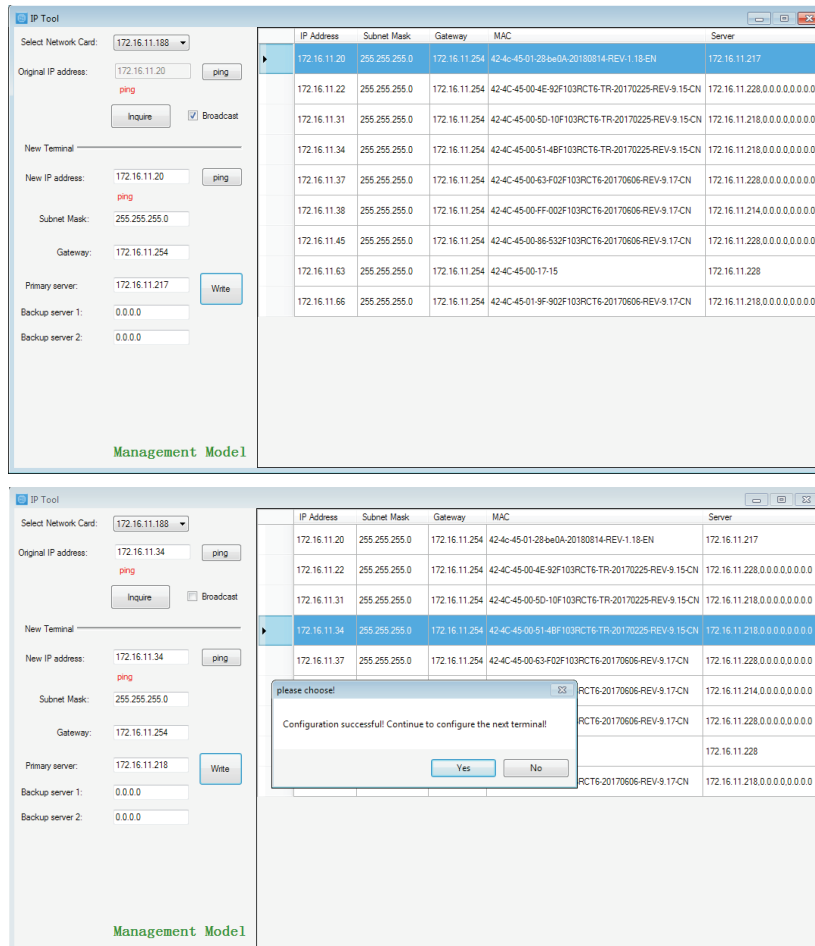 IP Tool
Select Network Card: 172.16.11.188
Original IP address: 172.16.11.20 ping
ping
Inquire Broadcast
New Terminal
New IP address: 172.16.11.20 ping
ping
Subnet Mask: 255.255.255.0
Gateway: 172.16.11.254
Primary server: 172.16.11.217 Write
Backup server 1: 0.0.0.0
Backup server 2: 0.0.0.0
Management Model
IP Address Subnet Mask Gateway MAC Server
172.16.11.20 255.255.255.0 172.16.11.254 42-4c-45-01-28-be0A-20180814-REV-1.18-EN 172.16.11.217
172.16.11.22 255.255.255.0 172.16.11.254 42-4C-45-00-4E-92F103RCT6-TR-20170225-REV-9.15-CN 172.16.11.228,0.0.0.0,0.0.0.0
172.16.11.31 255.255.255.0 172.16.11.254 42-4C-45-00-5D-10F103RCT6-TR-20170225-REV-9.15-CN 172.16.11.218,0.0.0.0,0.0.0.0
172.16.11.34 255.255.255.0 172.16.11.254 42-4C-45-00-51-4BF103RCT6-TR-20170225-REV-9.15-CN 172.16.11.218,0.0.0.0,0.0.0.0
172.16.11.37 255.255.255.0 172.16.11.254 42-4C-45-00-63-F02F103RCT6-20170606-REV-9.17-CN 172.16.11.228,0.0.0.0,0.0.0.0
172.16.11.38 255.255.255.0 172.16.11.254 42-4C-45-00-FF-002F103RCT6-20170606-REV-9.17-CN 172.16.11.214,0.0.0.0,0.0.0.0
172.16.11.45 255.255.255.0 172.16.11.254 42-4C-45-00-86-532F103RCT6-20170606-REV-9.17-CN 172.16.11.228,0.0.0.0,0.0.0.0
172.16.11.63 255.255.255.0 172.16.11.254 42-4C-45-00-17-15 172.16.11.228
172.16.11.66 255.255.255.0 172.16.11.254 42-4C-45-01-9F-902F103RCT6-20170606-REV-9.17-CN 172.16.11.218,0.0.0.0,0.0.0.0
IP Tool
Select Network Card: 172.16.11.188
Original IP address: 172.16.11.34 ping
ping
Inquire Broadcast
New Terminal
New IP address: 172.16.11.34 ping
ping
Subnet Mask: 255.255.255.0
Gateway: 172.16.11.254
Primary server: 172.16.11.218 Write
Backup server 1: 0.0.0.0
Backup server 2: 0.0.0.0
Management Model
IP Address Subnet Mask Gateway MAC Server
172.16.11.20 255.255.255.0 172.16.11.254 42-4c-45-01-28-be0A-20180814-REV-1.18-EN 172.16.11.217
172.16.11.22 255.255.255.0 172.16.11.254 42-4C-45-00-4E-92F103RCT6-TR-20170225-REV-9.15-CN 172.16.11.228,0.0.0.0,0.0.0.0
172.16.11.31 255.255.255.0 172.16.11.254 42-4C-45-00-5D-10F103RCT6-TR-20170225-REV-9.15-CN 172.16.11.218,0.0.0.0,0.0.0.0
172.16.11.34 255.255.255.0 172.16.11.254 42-4C-45-00-51-4BF103RCT6-TR-20170225-REV-9.15-CN 172.16.11.218,0.0.0.0,0.0.0.0
172.16.11.37 255.255.255.0 172.16.11.254 42-4C-45-00-63-F02F103RCT6-20170606-REV-9.17-CN 172.16.11.228,0.0.0.0,0.0.0.0
RCT6-20170606-REV-9.17-CN 172.16.11.214,0.0.0.0,0.0.0.0
RCT6-20170606-REV-9.17-CN 172.16.11.228,0.0.0.0,0.0.0.0
172.16.11.228
RCT6-20170606-REV-9.17-CN 172.16.11.218,0.0.0.0,0.0.0.0
please choose!
Configuration successful! Continue to configure the next terminal!
Yes No